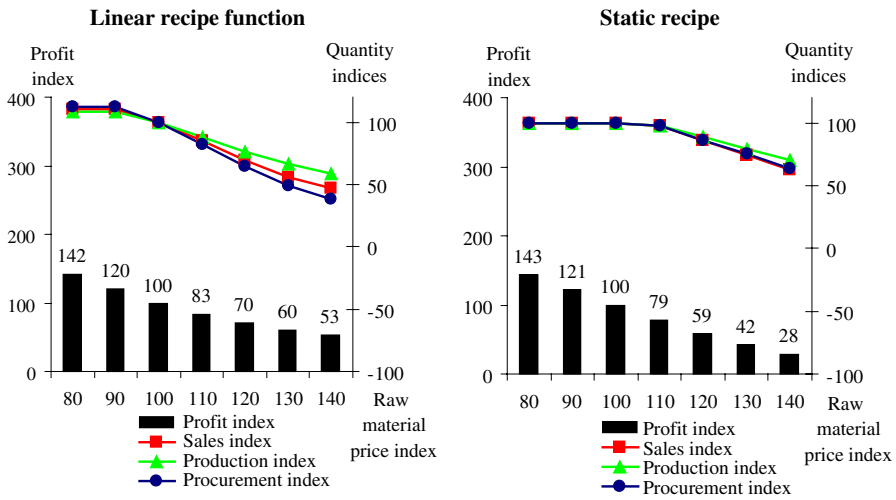 Linear recipe function
Profit
index
Quantity
indices
400
300
200
100
0
100
50
0
-50
-100
142
120
100
83
70
60
53
80 90 100 110 120 130 140
Raw
material
price index
Profit index
Sales index
Production index
Procurement index
Static recipe
Profit
index
Quantity
indices
400
300
200
100
0
100
50
0
-50
-100
143
121
100
79
59
42
28
80 90 100 110 120 130 140
Raw
material
price index
Profit index
Sales index
Production index
Procurement index